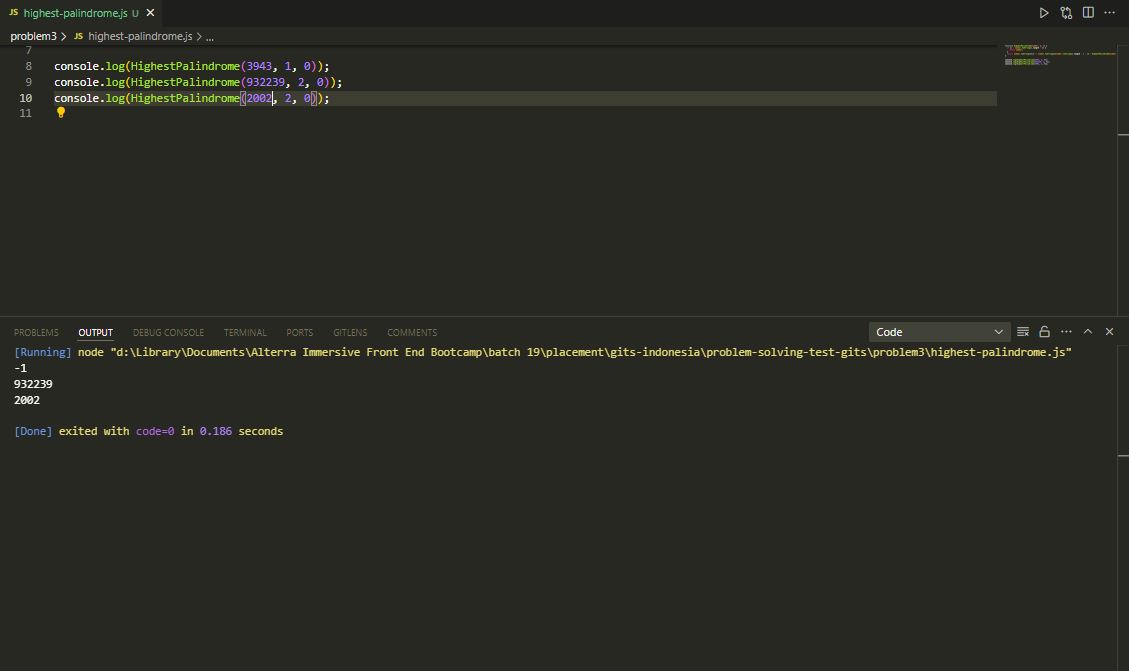 JS highest-palindrome.js U
problem3 > JS highest-palindrome.js > ...
7
8 console.log(HighestPalindrome(3943, 1, 0));
9 console.log(HighestPalindrome(932239, 2, 0));
10 console.log(HighestPalindrome(2002, 2, 0));
11
PROBLEMS OUTPUT DEBUG CONSOLE TERMINAL PORTS GITLENS COMMENTS Code
[Running] node "d:\Library\Documents\Alterra Immersive Front End Bootcamp\batch 19\placement\gits-indonesia\problem-solving-test-gits\problem3\highest-palindrome.js"
-1
932239
2002
[Done] exited with code=0 in 0.186 seconds